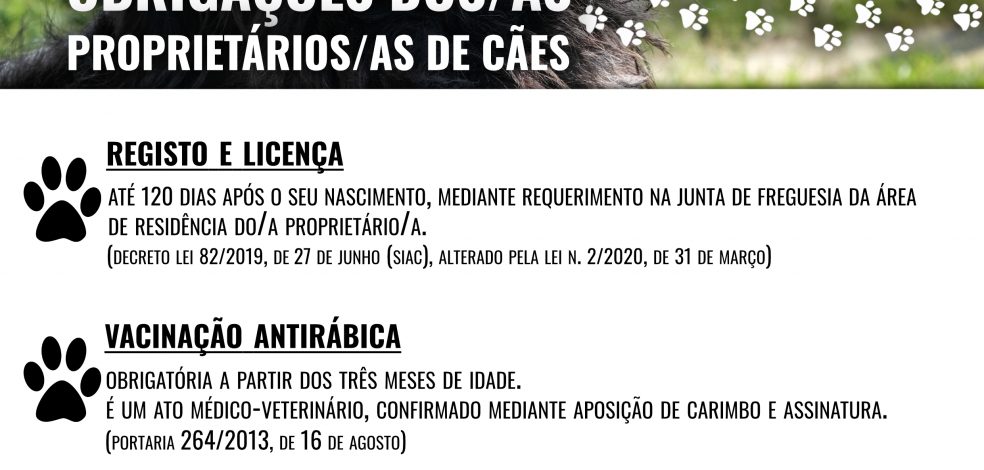 OBRIGAÇÕES DOS/AS
PROPRIETÁRIOS/AS DE CÃES
REGISTO E LICENÇA
ATÉ 120 DIAS APÓS O SEU NASCIMENTO, MEDIANTE REQUERIMENTO NA JUNTA DE FREGUESIA DA ÁREA
DE RESIDÊNCIA DO/A PROPRIETÁRIO/A.
(DECRETO LEI 82/2019, DE 27 DE JUNHO (SIAC), ALTERADO PELA LEI N. 2/2020, DE 31 DE MARÇO)
VACINAÇÃO ANTIRÁBICA
OBRIGATÓRIA A PARTIR DOS TRÊS MESES DE IDADE.
É UM ATO MÉDICO-VETERINÁRIO, CONFIRMADO MEDIANTE APOSIÇÃO DE CARIMBO E ASSINATURA.
(PORTARIA 264/2013, DE 16 DE AGOSTO)